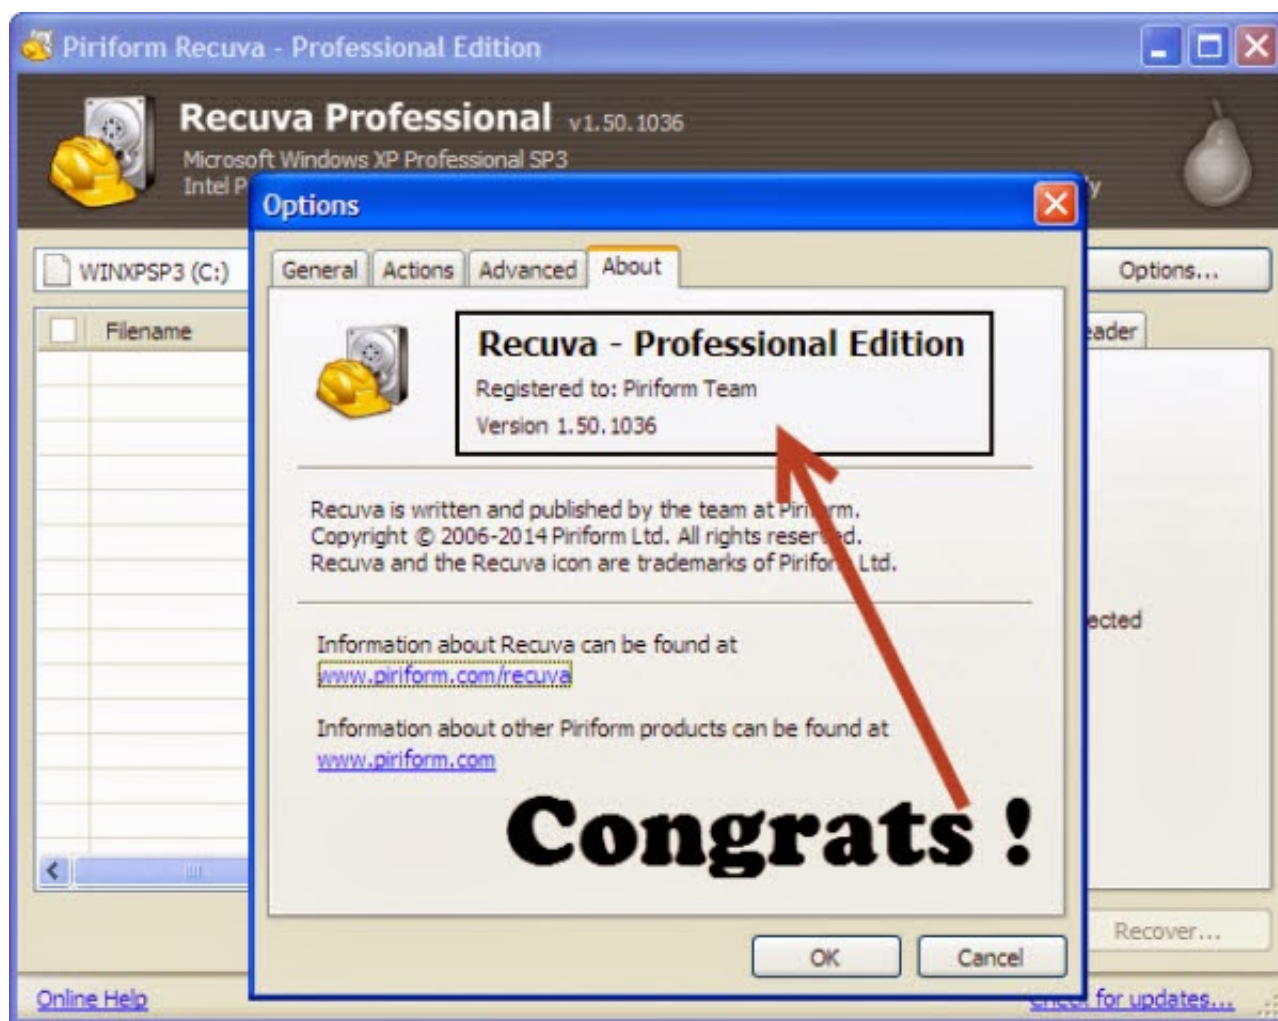 Piriform Recuva - Professional Edition
Recuva Professional v1.50.1036
Microsoft Windows XP Professional SP3
Intel P
Options
WINXPSP3 (C:)
General Actions Advanced About
Options...
Filename
Recuva - Professional Edition
Registered to: Piriform Team
Version 1.50.1036
Recuva is written and published by the team at Piriform.
Copyright © 2006-2014 Piriform Ltd. All rights reserved.
Recuva and the Recuva icon are trademarks of Piriform Ltd.
Information about Recuva can be found at
www.piriform.com/recuva
Information about other Piriform products can be found at
www.piriform.com
Congrats !
Recover...
OK Cancel
Online Help
Check for updates...